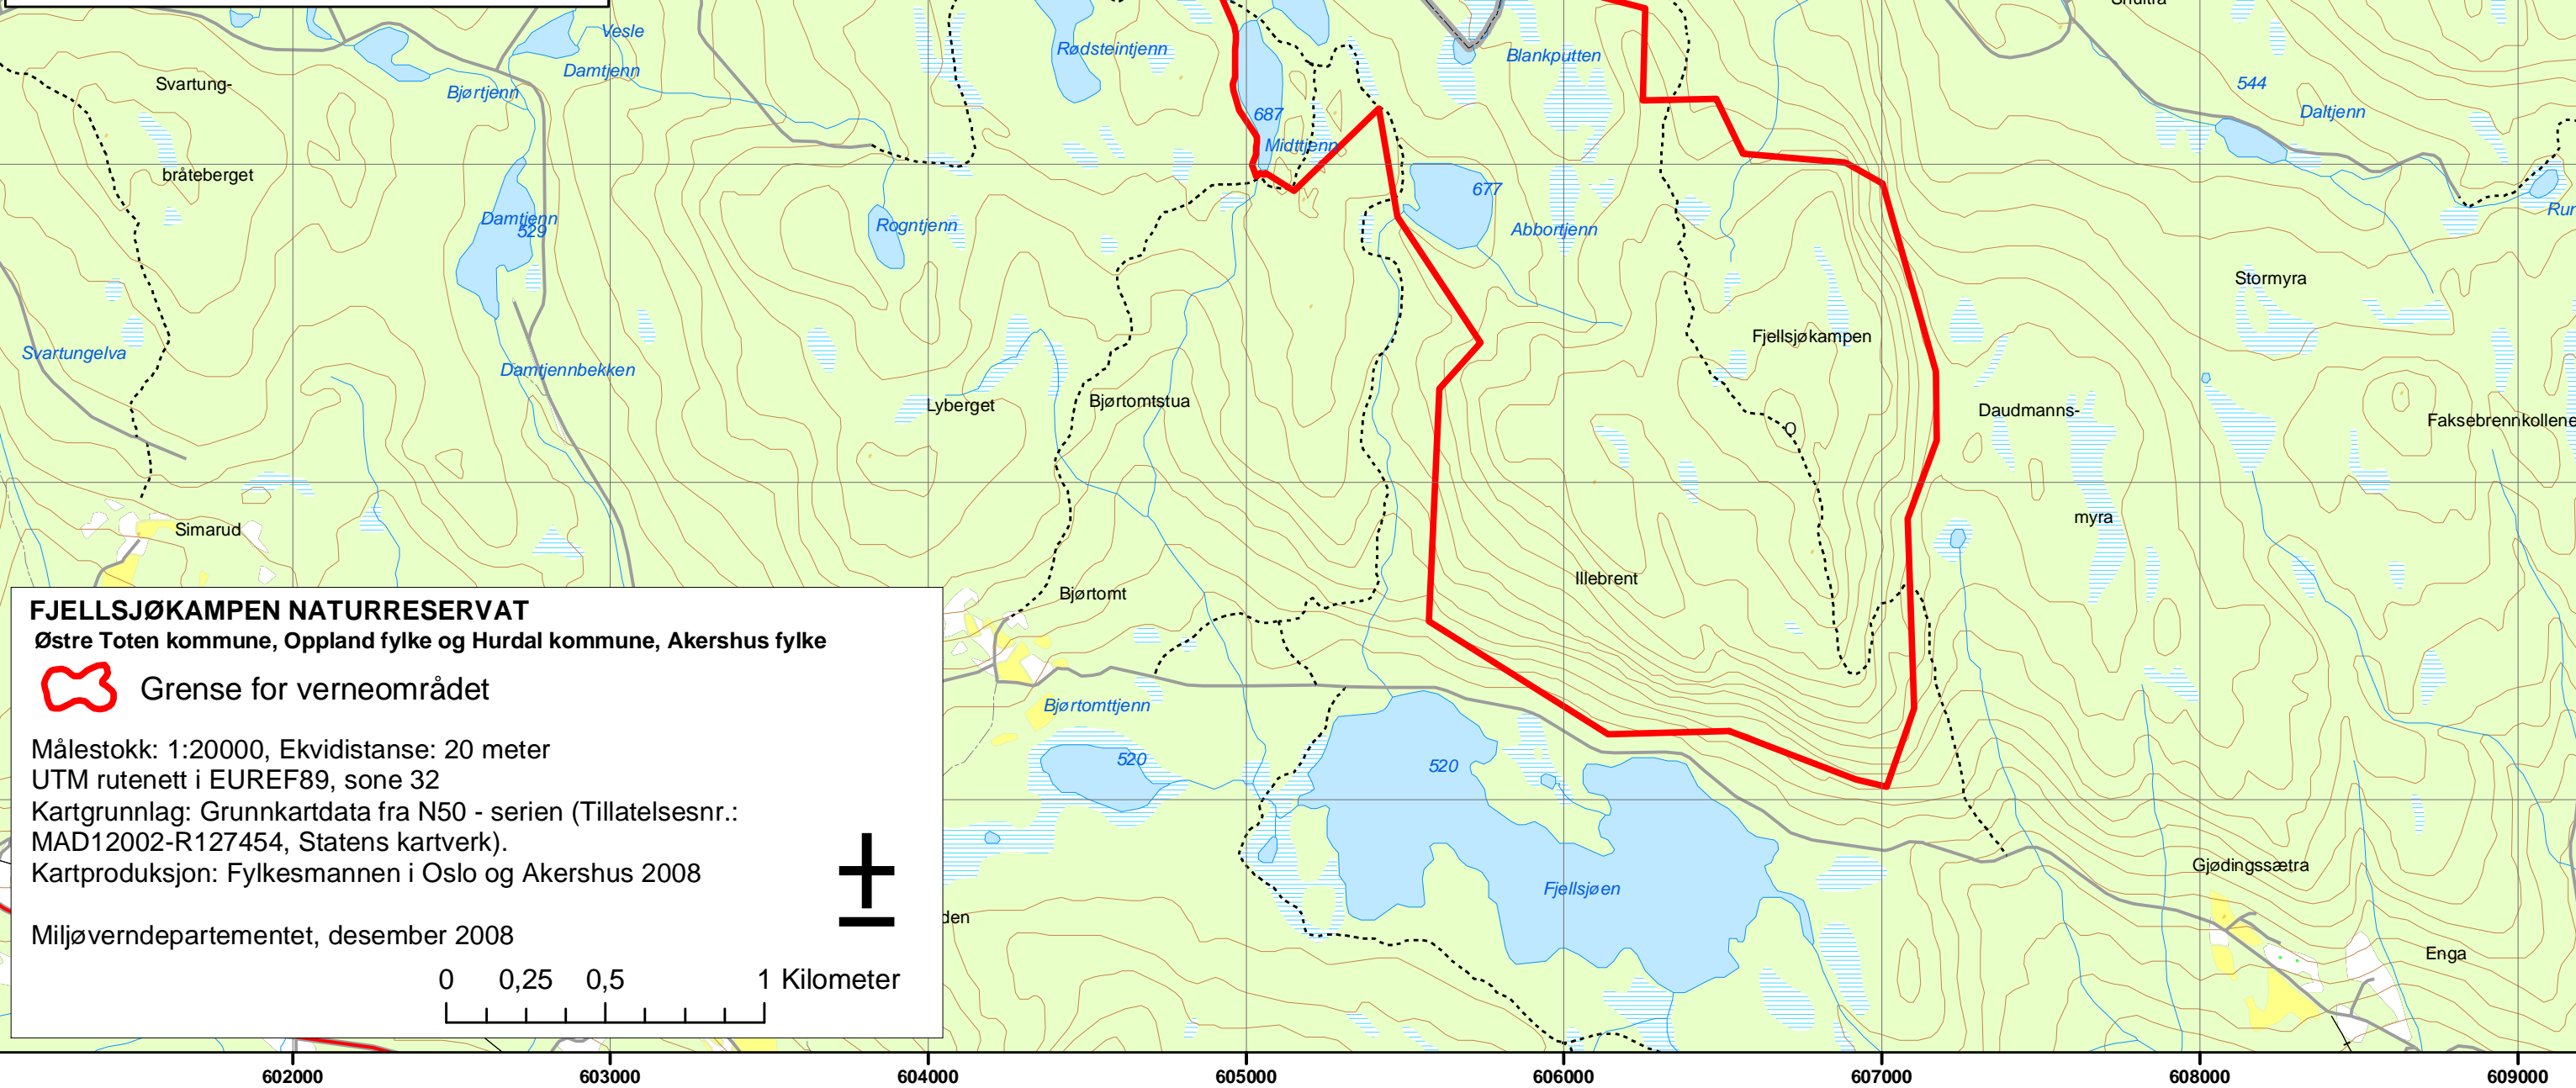 Vesle
Damtjenn
Bjørtjenn
Svartung-
bråteberget
Damtjenn
529
Svartungelva
Damtjennbekken
Simarud
Rødsteintjenn
687
Midttjenn
Rogntjenn
Blankputten
677
Abbortjenn
544
Daltjenn
Stormyra
Fjellsjøkampen
Lyberget
Bjørtomtstua
Daudmanns-
myra
Faksebrennkollene
Illebrent
Bjørtomt
Bjørtomttjenn
520
520
Fjellsjøen
Gjødingssætra
Enga
den
FJELLSJØKAMPEN NATURRESERVAT
Østre Toten kommune, Oppland fylke og Hurdal kommune, Akershus fylke
Grense for verneområdet
Målestokk: 1:20000, Ekvidistanse: 20 meter
UTM rutenett i EUREF89, sone 32
Kartgrunnlag: Grunnkartdata fra N50 - serien (Tillatelsesnr.:
MAD12002-R127454, Statens kartverk).
Kartproduksjon: Fylkesmannen i Oslo og Akershus 2008
Miljøverndepartementet, desember 2008
0 0,25 0,5 1 Kilometer
602000 603000 604000 605000 606000 607000 608000 609000